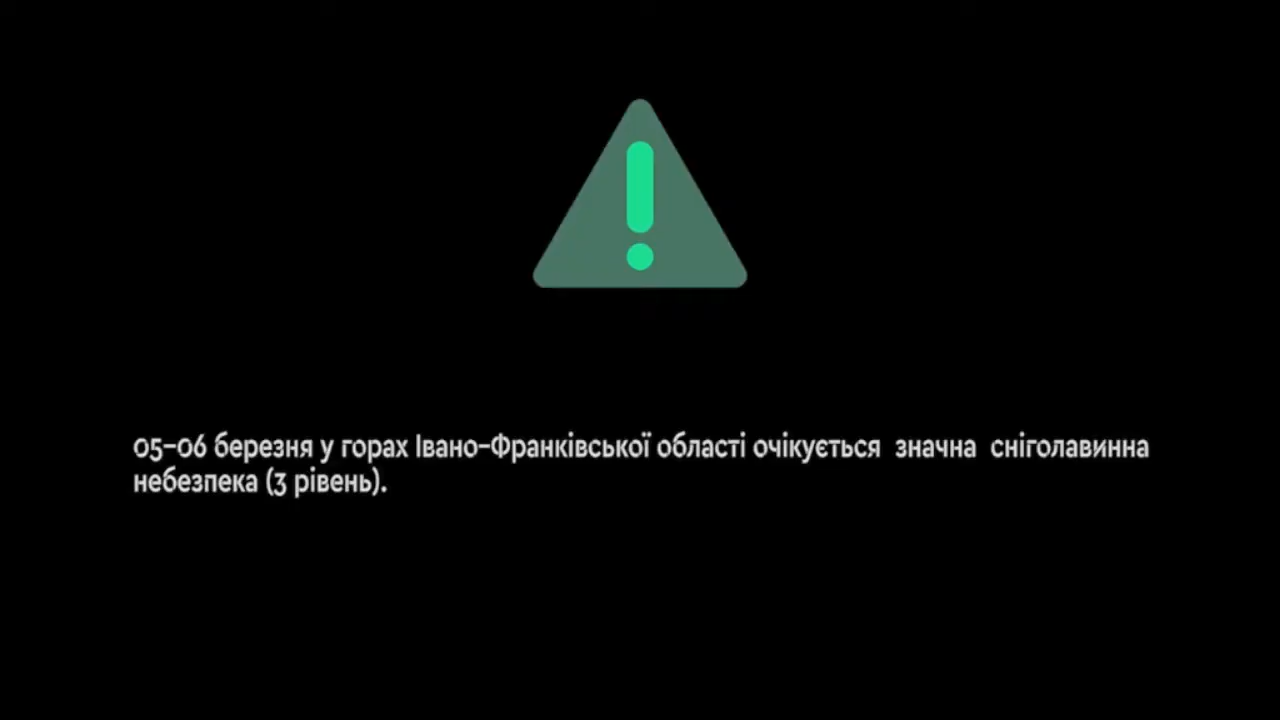 05-06 березня у горах Івано-Франківської області очікується значна сніголавинна
небезпека (3 рівень).